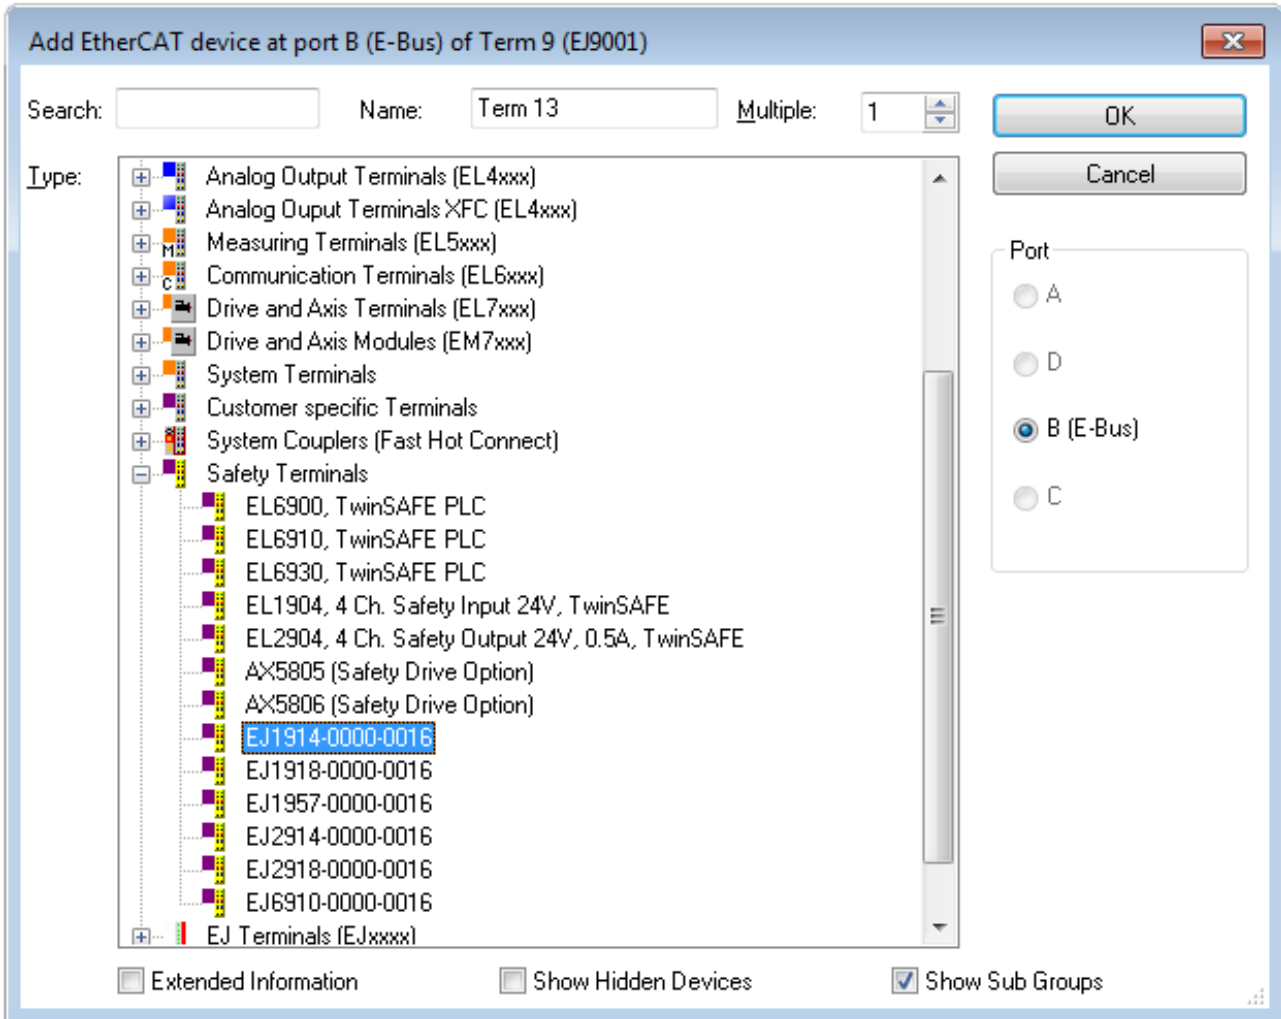 Add EtherCAT device at port B (E-Bus) of Term 9 (EJ9001)
Search: Name: Term 13 Multiple: 1 OK
Type: Cancel
Analog Output Terminals (EL4xxx)
Analog Ouput Terminals XFC (EL4xxx)
M Measuring Terminals (EL5xxx)
C Communication Terminals (EL6xxx)
Drive and Axis Terminals (EL7xxx)
Drive and Axis Modules (EM7xxx)
System Terminals
Customer specific Terminals
System Couplers (Fast Hot Connect)
Safety Terminals
EL6900, TwinSAFE PLC
EL6910, TwinSAFE PLC
EL6930, TwinSAFE PLC
EL1904, 4 Ch. Safety Input 24V, TwinSAFE
EL2904, 4 Ch. Safety Output 24V, 0.5A, TwinSAFE
AX5805 (Safety Drive Option)
AX5806 (Safety Drive Option)
EJ1914-0000-0016
EJ1918-0000-0016
EJ1957-0000-0016
EJ2914-0000-0016
EJ2918-0000-0016
EJ6910-0000-0016
EJ Terminals (EJxxxx)
Port
A
D
B (E-Bus)
C
Extended Information Show Hidden Devices Show Sub Groups